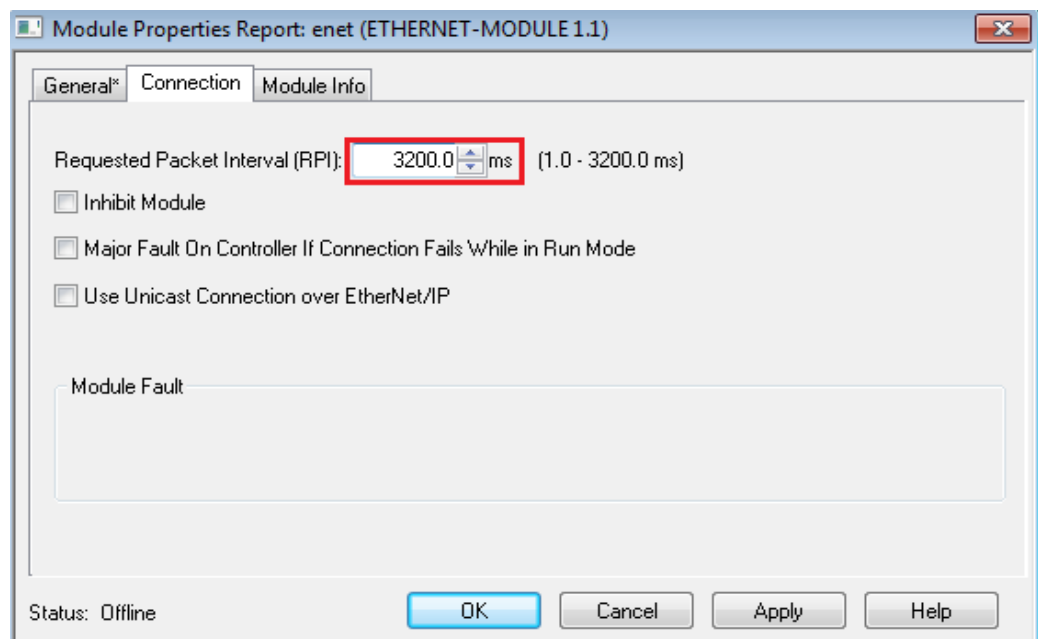 Module Properties Report: enet (ETHERNET-MODULE 1.1)
General* Connection Module Info
Requested Packet Interval (RPI): 3200.0 ms (1.0 - 3200.0 ms)
Inhibit Module
Major Fault On Controller If Connection Fails While in Run Mode
Use Unicast Connection over EtherNet/IP
Module Fault
Status: Offline OK Cancel Apply Help